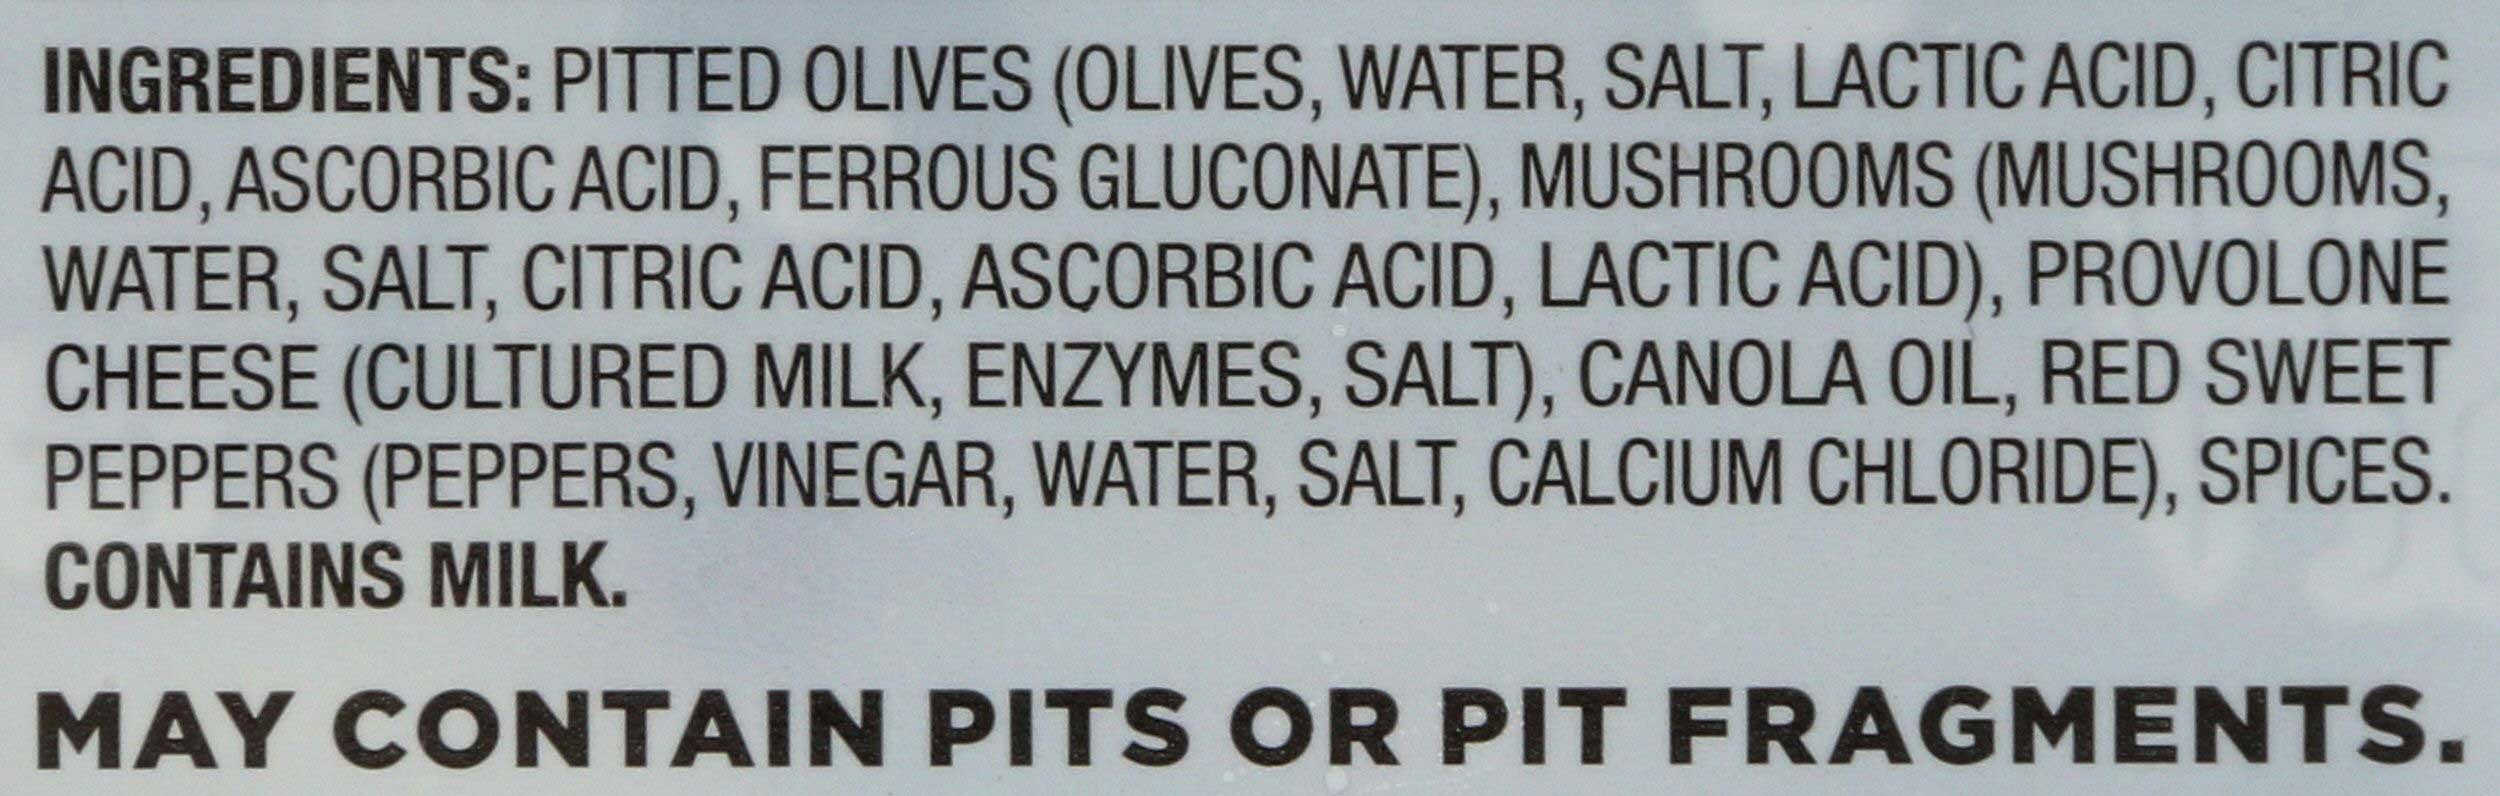 INGREDIENTS: PITTED OLIVES (OLIVES, WATER, SALT, LACTIC ACID, CITRIC
ACID, ASCORBIC ACID, FERROUS GLUCONATE), MUSHROOMS (MUSHROOMS,
WATER, SALT, CITRIC ACID, ASCORBIC ACID, LACTIC ACID), PROVOLONE
CHEESE (CULTURED MILK, ENZYMES, SALT), CANOLA OIL, RED SWEET
PEPPERS (PEPPERS, VINEGAR, WATER, SALT, CALCIUM CHLORIDE), SPICES.
CONTAINS MILK.
MAY CONTAIN PITS OR PIT FRAGMENTS.